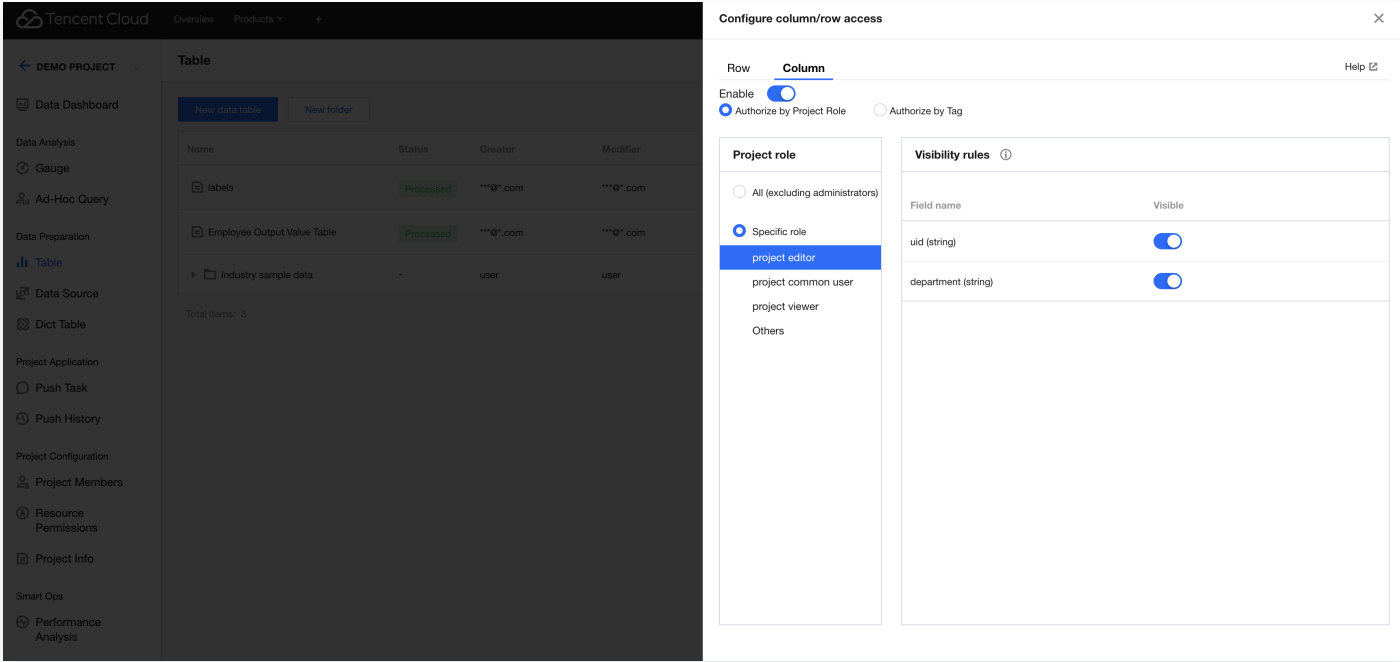 Tencent Cloud Overview Products +
DEMO PROJECT
Data Dashboard
Data Analysis
Gauge
Ad-Hoc Query
Data Preparation
Table
Data Source
Dict Table
Project Application
Push Task
Push History
Project Configuration
Project Members
Resource
Permissions
Project Info
Smart Ops
Performance
Analysis
Table
New data table New folder
Name Status Creator Modifier
labels Processed ***@*.com ***@*.com
Employee Output Value Table Processed ***@*.com ***@*.com
Industry sample data - user user
Total items: 3
Configure column/row access
Row Column Help
Enable
Authorize by Project Role Authorize by Tag
Project role
All (excluding administrators)
Specific role
project editor
project common user
project viewer
Others
Visibility rules
Field name Visible
uid (string)
department (string)